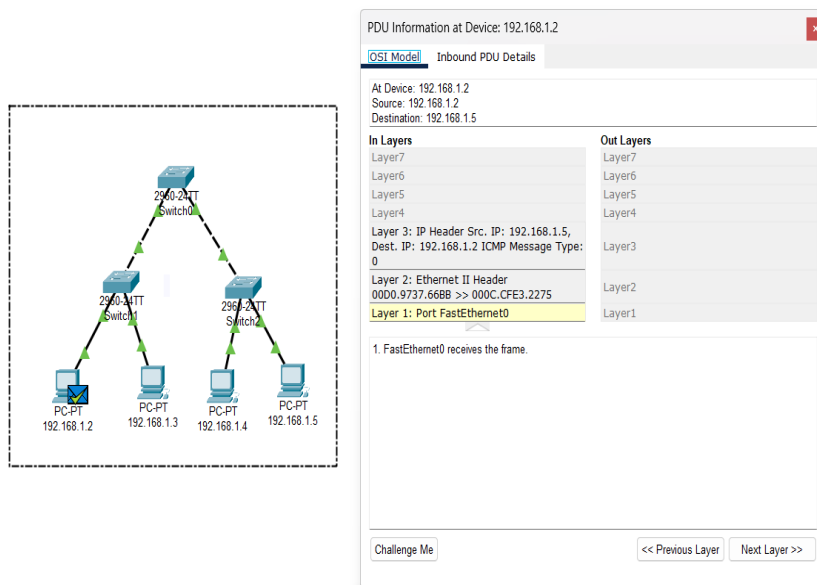 PDU Information at Device: 192.168.1.2
OSI Model Inbound PDU Details
At Device: 192.168.1.2
Source: 192.168.1.2
Destination: 192.168.1.5
In Layers Out Layers
Layer7 Layer7
Layer6 Layer6
Layer5 Layer5
Layer4 Layer4
Layer 3: IP Header Src. IP: 192.168.1.5,
Dest. IP: 192.168.1.2 ICMP Message Type: Layer3
0
Layer 2: Ethernet II Header
00D0.9737.66BB >> 000C.CFE3.2275 Layer2
Layer 1: Port FastEthernet0 Layer1
1. FastEthernet0 receives the frame.
Challenge Me << Previous Layer Next Layer >>
2960-24TT
Switch0
2960-24TT
Switch1
2960-24TT
Switch2
PC-PT
192.168.1.2
PC-PT
192.168.1.3
PC-PT
192.168.1.4
PC-PT
192.168.1.5